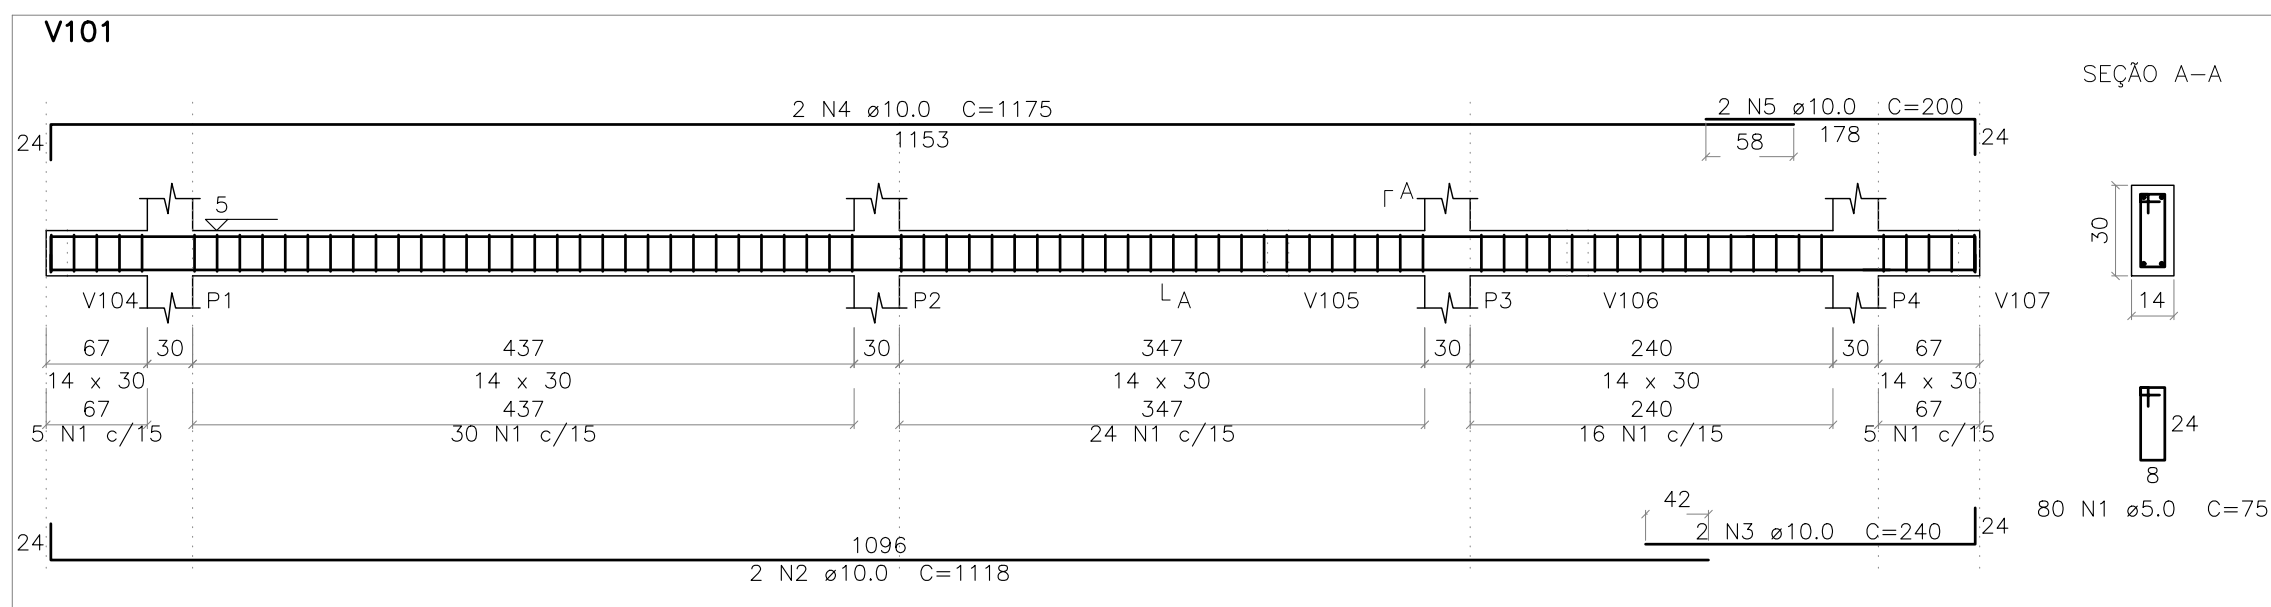 V101
SEÇÃO A-A
2 N4 ø10.0 C=1175
2 N5 ø10.0 C=200
24
1153
58
178
24
5
A
30
V104
P1
P2
A
V105
P3
V106
P4
V107
14
67
30
437
30
347
30
240
30
67
14 x 30
14 x 30
14 x 30
14 x 30
14 x 30
67
437
347
240
67
5 N1 c/15
30 N1 c/15
24 N1 c/15
16 N1 c/15
5 N1 c/15
24
8
42
80 N1 ø5.0 C=75
24
1096
2 N3 ø10.0 C=240
24
2 N2 ø10.0 C=1118